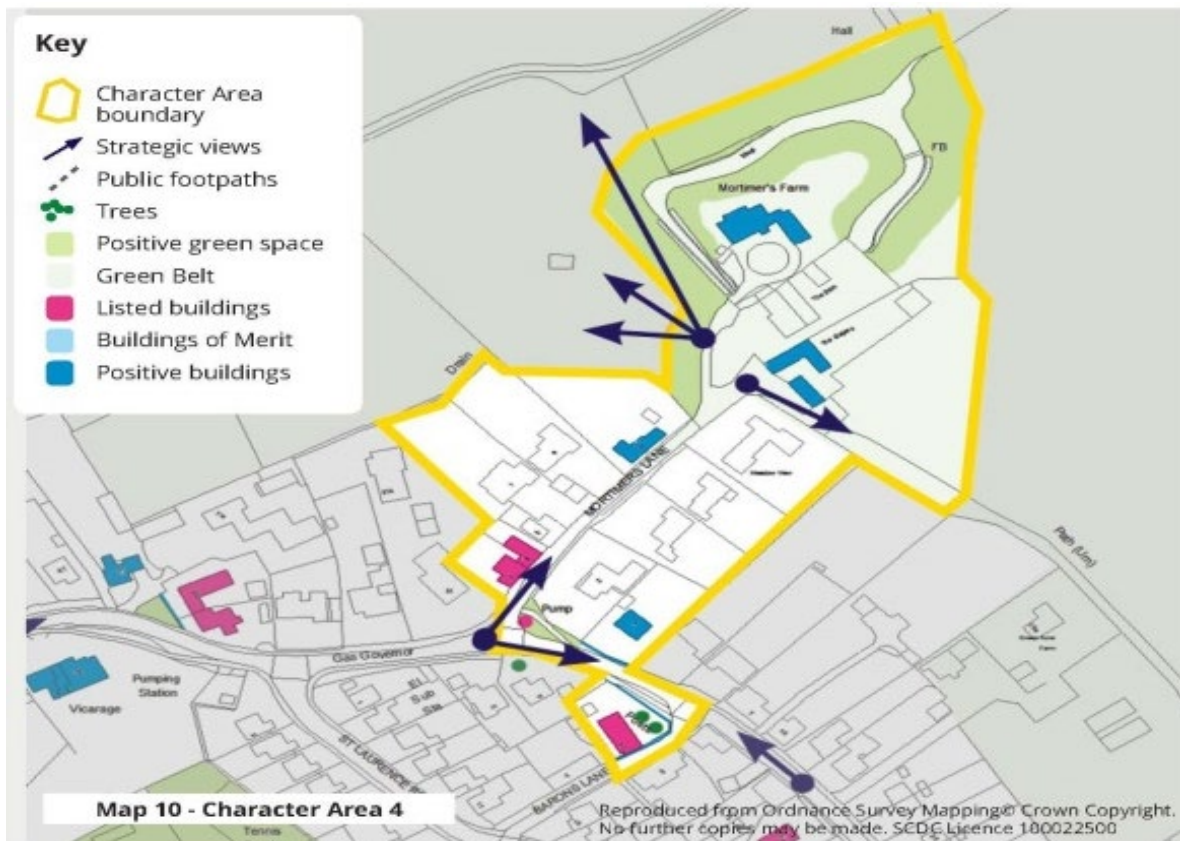 Key
Character Area
boundary
Strategic views
Public footpaths
Trees
Positive green space
Green Belt
Listed buildings
Buildings of Merit
Positive buildings
Hall
FB
Mortimer's Farm
Drain
MORTIMERS LANE
Path (Um)
Pump
Gas Governor
El
Sub
Sta
Pumping
Station
Vicarage
ST LAURENCE
BARONS LANE
Farm
Tennis
Map 10 - Character Area 4
Reproduced from Ordnance Survey Mapping© Crown Copyright.
No further copies may be made. SCDC Licence 100022500